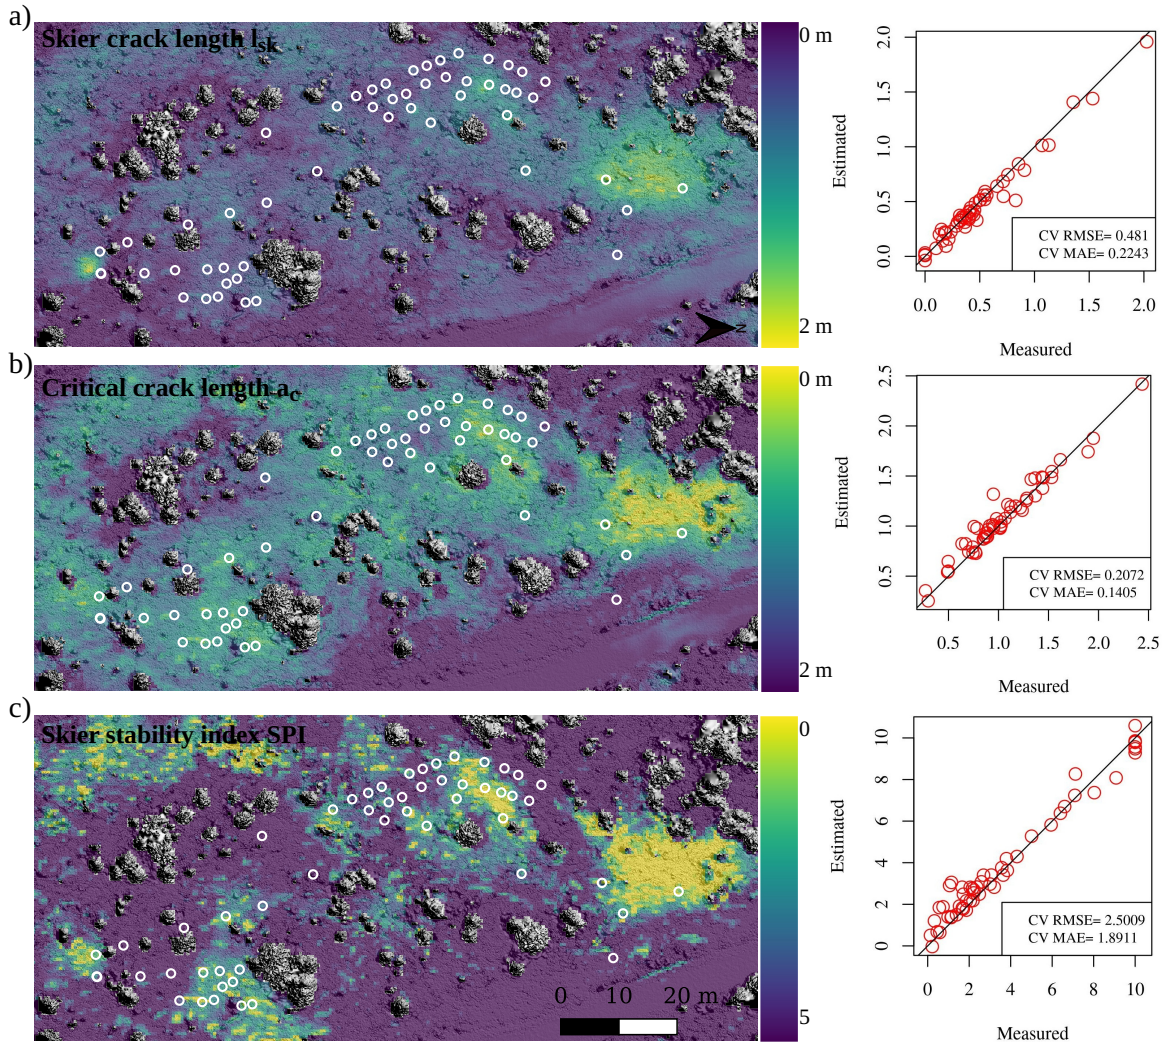 a)
Skier crack length lsk
0 m
2 m
N
2.0
1.5
1.0
0.5
0.0
Estimated
CV RMSE= 0.481
CV MAE= 0.2243
0.0 0.5 1.0 1.5 2.0
Measured
b)
Critical crack length ac
0 m
2 m
2.5
2.0
1.5
1.0
0.5
Estimated
CV RMSE= 0.2072
CV MAE= 0.1405
0.5 1.0 1.5 2.0 2.5
Measured
c)
Skier stability index SPI
0
5
0 10 20 m
10
8
6
4
2
0
Estimated
CV RMSE= 2.5009
CV MAE= 1.8911
0 2 4 6 8 10
Measured